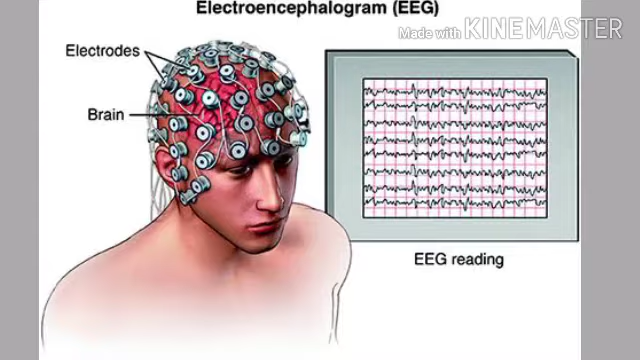 Electroencephalogram (EEG)
Made with KINEMASTER
Electrodes
Brain
EEG reading